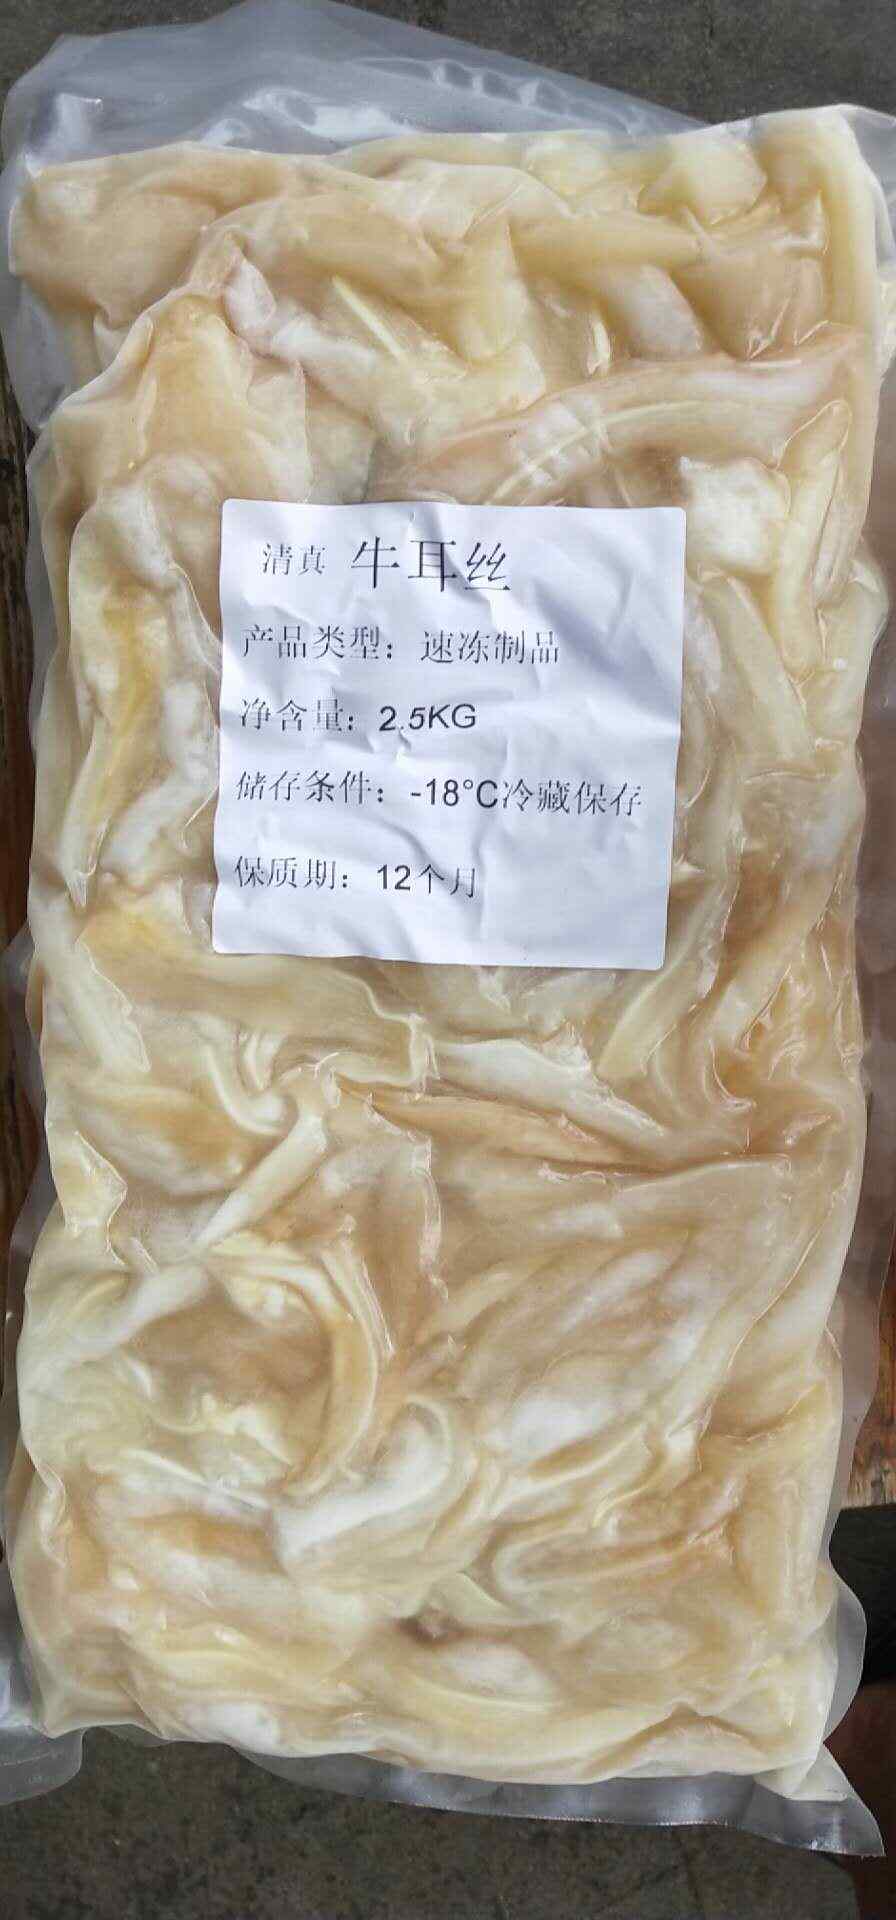 清真 牛耳丝
产品类型：速冻制品
净含量：2.5KG
储存条件：-18°C冷藏保存
保质期：12个月